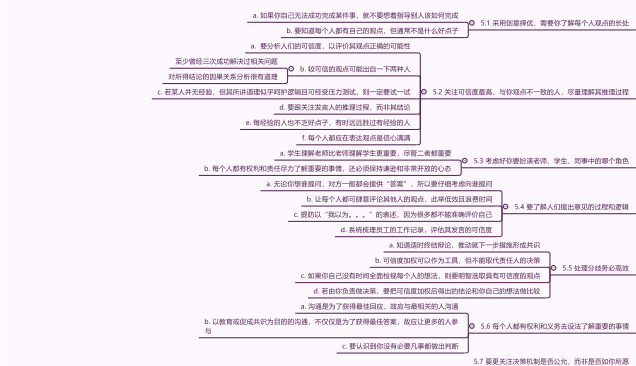 a. 如果你自己无法成功完成某件事，就不要想着指导别人该如何完成
b. 要知道每个人都有自己的观点，但通常不是什么好点子
5.1 采用创意择优，需要你了解每个人观点的长处
a. 要分析人们的可信度，以评价其观点正确的可能性
b. 较可信的观点可能出自一下两种人
至少曾经三次成功解决过相关问题
对所得结论的因果关系分析很有道理
c. 若某人并无经验，但其所讲道理似乎呵护逻辑且可经受压力测试，则一定要试一试
d. 要跟关注发言人的推理过程，而非其结论
e. 每经验的人也不乏好点子，有时远远胜过有经验的人
f. 每个人都应在表达观点是信心满满
5.2 关注可信度最高，与你观点不一致的人，尽量理解其推理过程
a. 学生理解老师比老师理解学生更重要，尽管二者都重要
b. 每个人都有权利和责任尽力了解重要的事情，还必须保持谦逊和非常开放的心态
5.3 考虑好你要扮演老师、学生、同事中的哪个角色
a. 无论你想谁提问，对方一般都会提供“答案”，所以要仔细考虑向谁提问
b. 让每个人都可肆意评论其他人的观点，此举低效且浪费时间
c. 提防以“我以为。。。”的表述，因为很多都不能准确评价自己
d. 系统梳理员工的工作记录，评估其发言的可信度
5.4 要了解人们提出意见的过程和逻辑
a. 知道适时终结辩论，推动就下一步措施形成共识
b. 可信度加权可以作为工具，但不能取代责任人的决策
c. 如果你自己没有时间全面检视每个人的想法，则要明智选取具有可信度的观点
d. 若由你负责做决策，要把可信度加权后得出的结论和你自己的想法做比较
5.5 处理分歧务必高效
a. 沟通是为了获得最佳回应，故应与最相关的人沟通
b. 以教育或促成共识为目的的沟通，不仅仅是为了获得最佳答案，故应让更多的人参
与
c. 要认识到你没有必要凡事都做出判断
5.6 每个人都有权利和义务去设法了解重要的事情
5.7 要更关注决策机制是否公允，而非是否如你所愿